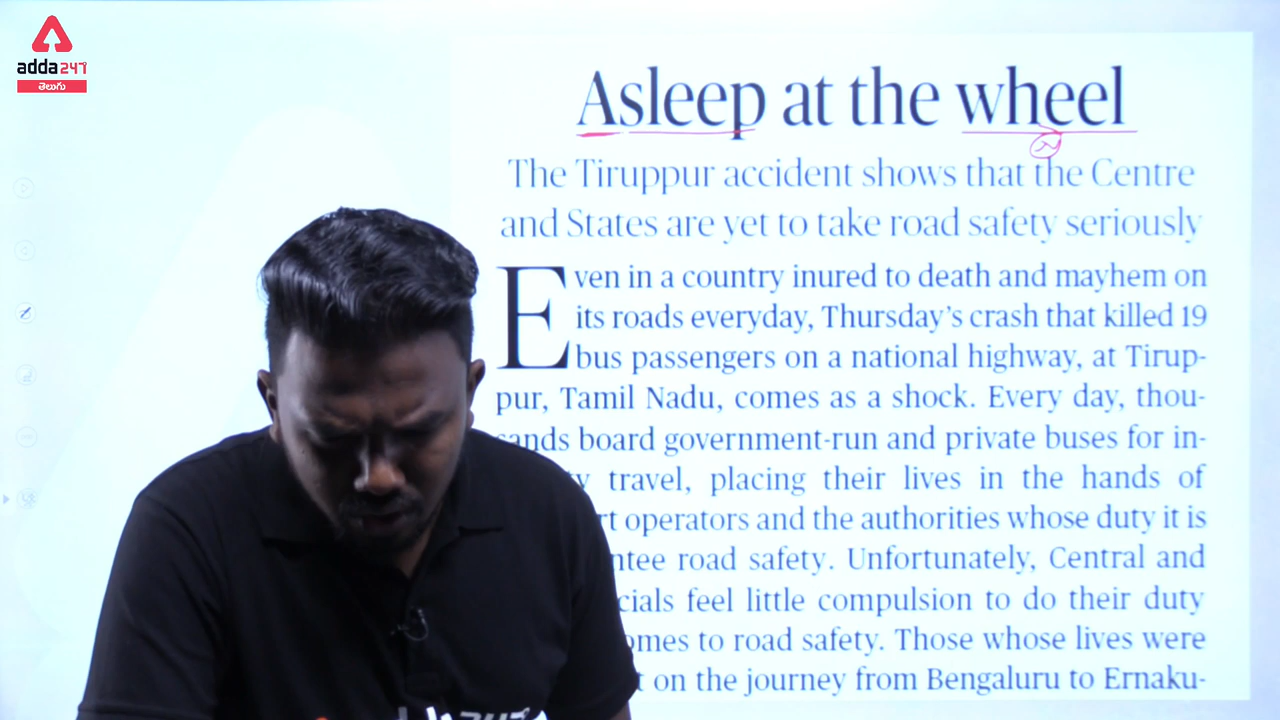 adda247
తెలుగు
Asleep at the wheel
The Tiruppur accident shows that the Centre
and States are yet to take road safety seriously
Even in a country inured to death and mayhem on
its roads everyday, Thursday's crash that killed 19
bus passengers on a national highway, at Tirup-
pur, Tamil Nadu, comes as a shock. Every day, thou-
sands board government-run and private buses for in-
travel, placing their lives in the hands of
operators and the authorities whose duty it is
road safety. Unfortunately, Central and
feel little compulsion to do their duty
to road safety. Those whose lives were
on the journey from Bengaluru to Ernaku-